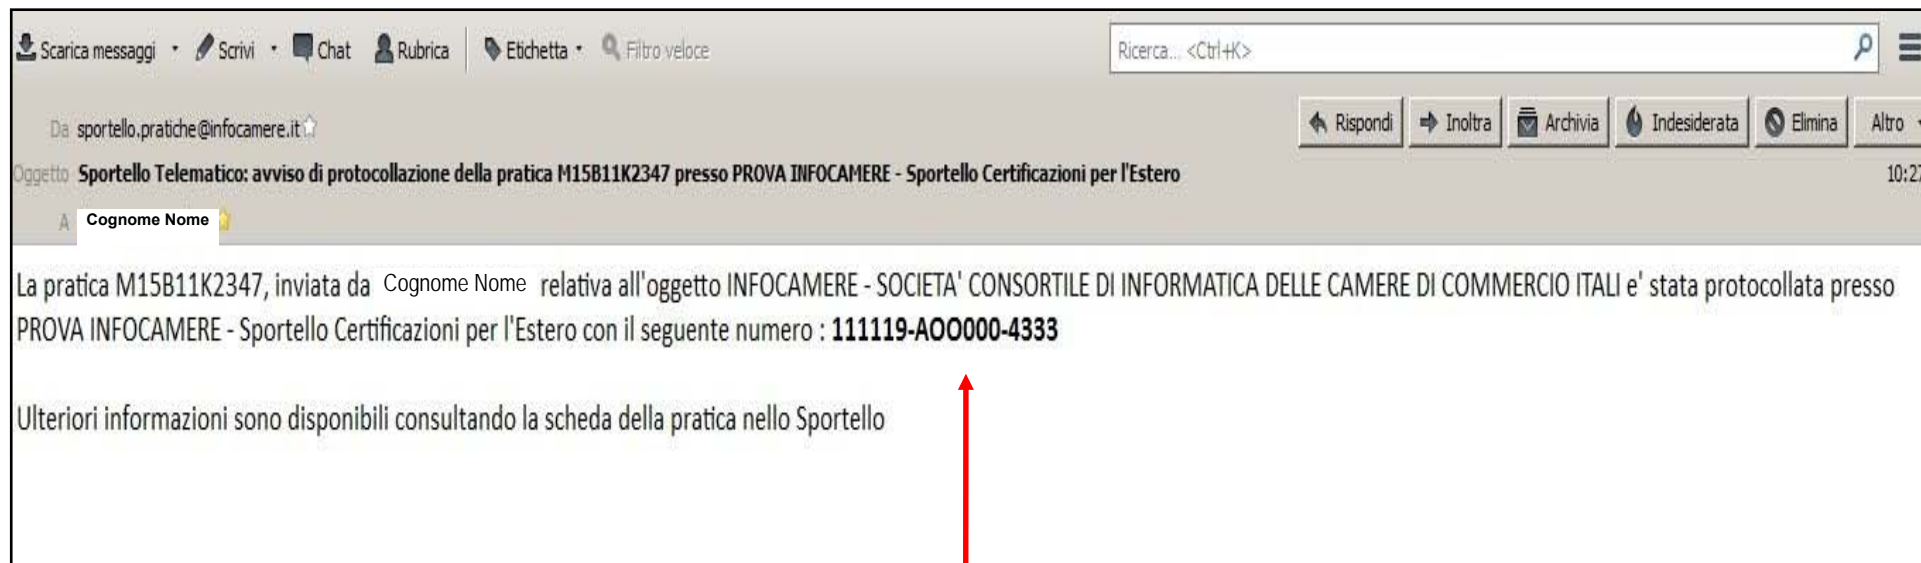 Scarica messaggi Scrivi Chat Rubrica Etichetta Filtro veloce Ricerca... <Ctrl+K>
Da sportello.pratiche@infocamere.it Rispondi Inoltra Archivia Indesiderata Elimina Altro
Oggetto Sportello Telematico: avviso di protocollazione della pratica M15B11K2347 presso PROVA INFOCAMERE - Sportello Certificazioni per l'Estero 10:27
A Cognome Nome
La pratica M15B11K2347, inviata da Cognome Nome relativa all'oggetto INFOCAMERE - SOCIETA' CONSORTILE DI INFORMATICA DELLE CAMERE DI COMMERCIO ITALI e' stata protocollata presso
PROVA INFOCAMERE - Sportello Certificazioni per l'Estero con il seguente numero : 111119-AOO000-4333
Ulteriori informazioni sono disponibili consultando la scheda della pratica nello Sportello